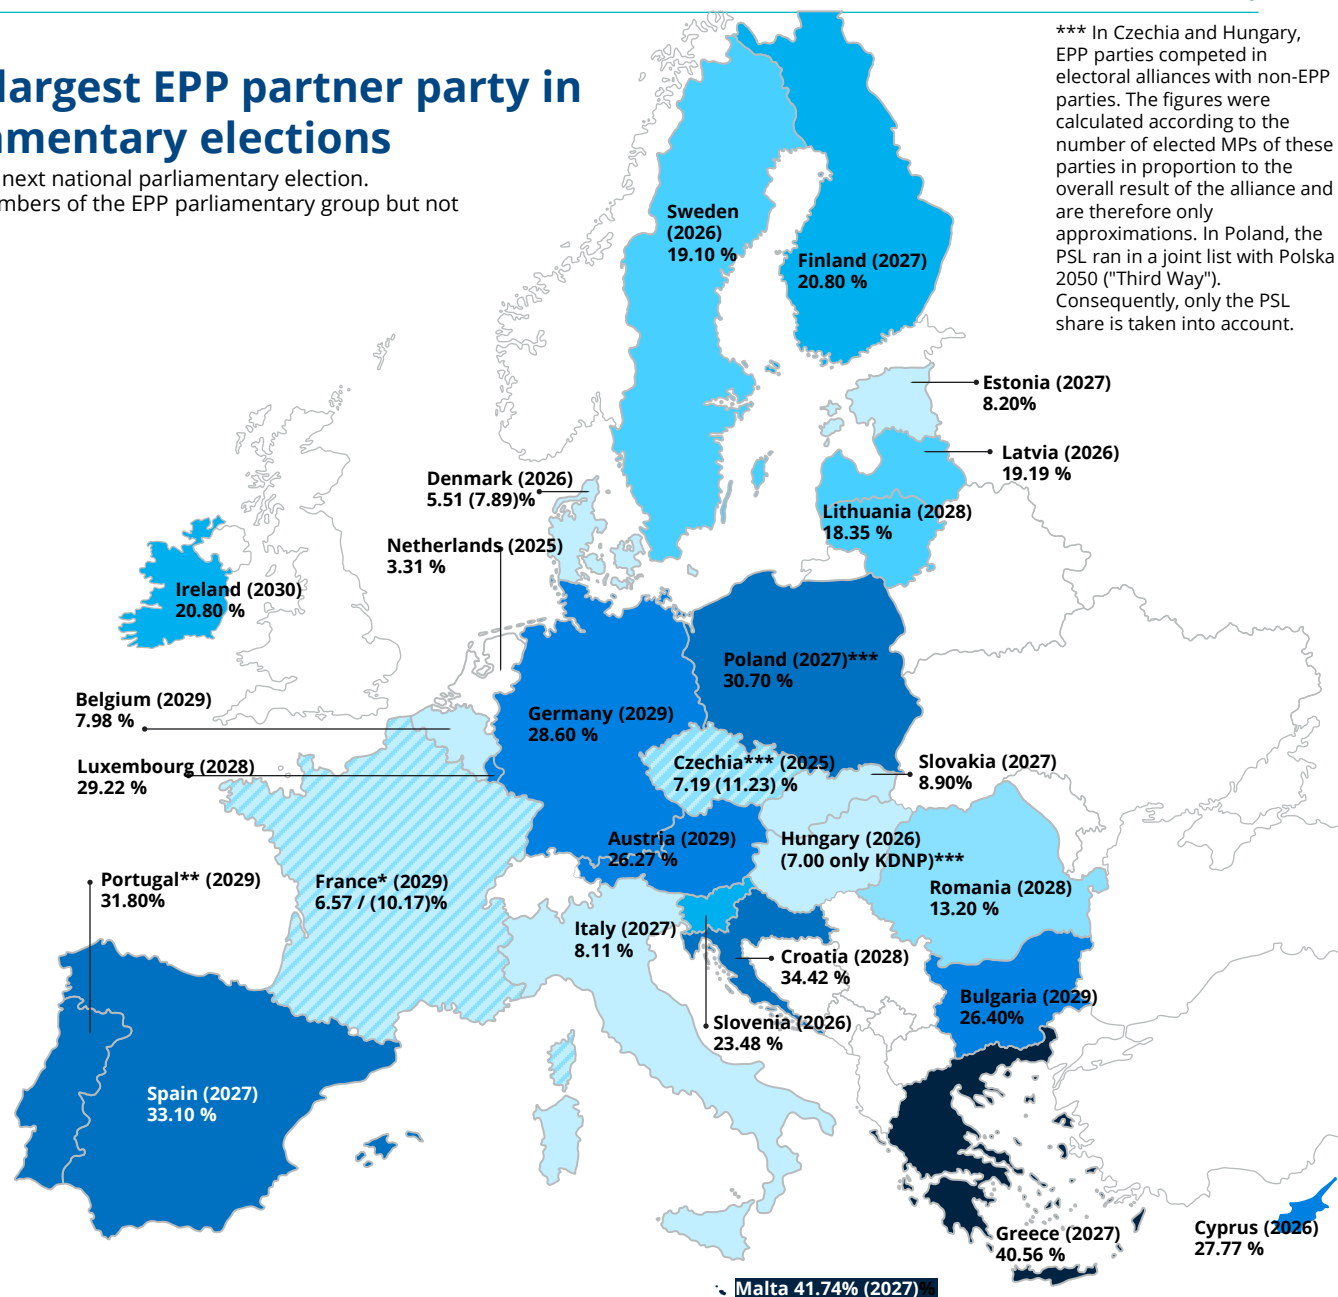 largest EPP partner party in
amentary elections
next national parliamentary election.
mbers of the EPP parliamentary group but not
*** In Czechia and Hungary,
EPP parties competed in
electoral alliances with non-EPP
parties. The figures were
calculated according to the
number of elected MPs of these
parties in proportion to the
overall result of the alliance and
are therefore only
approximations. In Poland, the
PSL ran in a joint list with Polska
2050 ("Third Way").
Consequently, only the PSL
share is taken into account.
Sweden
(2026)
19.10 %
Finland (2027)
20.80 %
Estonia (2027)
8.20%
Latvia (2026)
19.19 %
Denmark (2026)
5.51 (7.89)%
Lithuania (2028)
18.35 %
Netherlands (2025)
3.31 %
Ireland (2030)
20.80 %
Poland (2027)***
30.70 %
Belgium (2029)
7.98 %
Germany (2029)
28.60 %
Luxembourg (2028)
29.22 %
Czechia*** (2025)
7.19 (11.23) %
Slovakia (2027)
8.90%
Austria (2029)
26.27 %
Hungary (2026)
(7.00 only KDNP)***
Portugal** (2029)
31.80%
France* (2029)
6.57 / (10.17)%
Romania (2028)
13.20 %
Italy (2027)
8.11 %
Croatia (2028)
34.42 %
Bulgaria (2029)
26.40%
Slovenia (2026)
23.48 %
Spain (2027)
33.10 %
Greece (2027)
40.56 %
Cyprus (2026)
27.77 %
Malta 41.74% (2027)%